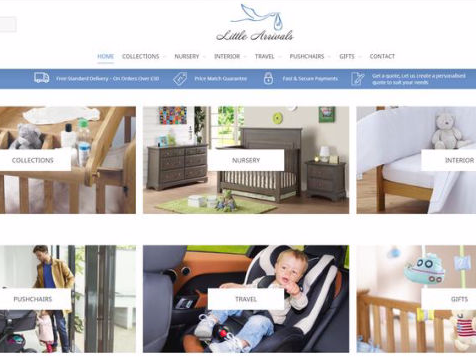 Little Arrivals
HOME COLLECTIONS NURSERY INTERIOR TRAVEL PUSHCHAIRS GIFTS CONTACT
Free Standard Delivery - On Orders Over £50 Price Match Guarantee Fast & Secure Payments Get a quote, Let us create a personalised
quote to suit your needs
COLLECTIONS NURSERY INTERIOR
PUSHCHAIRS TRAVEL GIFTS